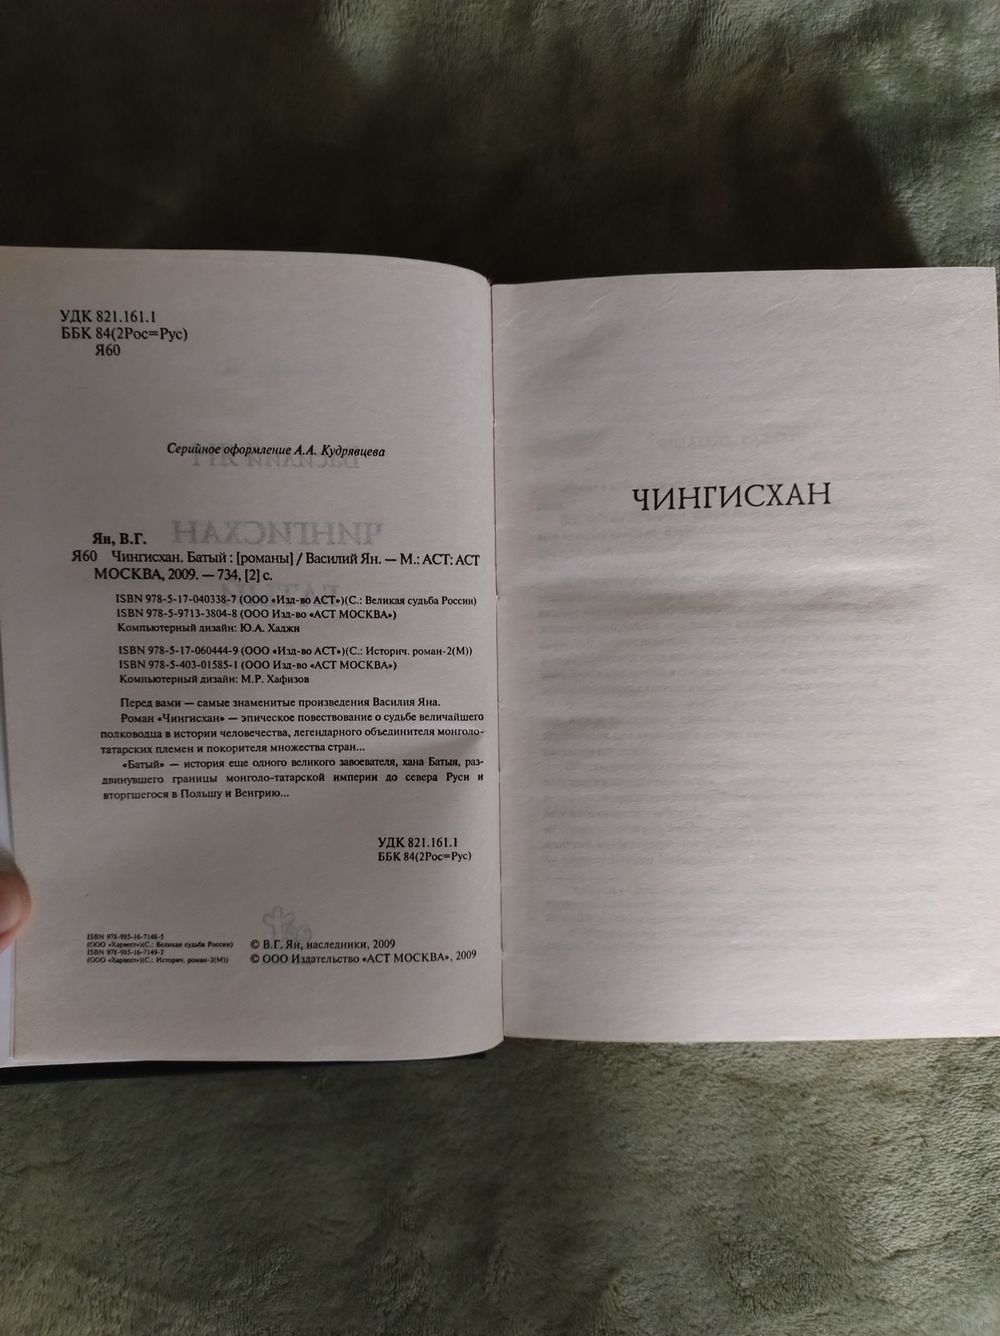 УДК 821.161.1
ББК 84(2Рос=Рус)
Я60
Серийное оформление А.А. Кудрявцева
Ян, В.Г.
Я60 Чингисхан. Батый : [романы] / Василий Ян. — М.: АСТ: АСТ
МОСКВА, 2009. — 734, [2] с.
ISBN 978-5-17-040338-7 (ООО «Изд-во АСТ»)(С.: Великая судьба России)
ISBN 978-5-9713-3804-8 (ООО Изд-во «АСТ МОСКВА»)
Компьютерный дизайн: Ю.А. Хаджи
ISBN 978-5-17-060444-9 (ООО «Изд-во АСТ»)(С.: Историч. роман-2(М))
ISBN 978-5-403-01585-1 (ООО Изд-во «АСТ МОСКВА»)
Компьютерный дизайн: М.Р. Хафизов
Перед вами — самые знаменитые произведения Василия Яна.
Роман «Чингисхан» — эпическое повествование о судьбе величайшего
полководца в истории человечества, легендарного объединителя монголо-
татарских племен и покорителя множества стран...
«Батый» — история еще одного великого завоевателя, хана Батыя, раз-
двинувшего границы монголо-татарской империи до севера Руси и
вторгшегося в Польшу и Венгрию...
УДК 821.161.1
ББК 84(2Рос=Рус)
ISBN 978-985-16-7148-5
(ООО «Харвест»)(С.: Великая судьба России)
ISBN 978-985-16-7149-2
(ООО «Харвест»)(С.: Историч. роман-2(М))
© В.Г. Ян, наследники, 2009
© ООО Издательство «АСТ МОСКВА», 2009
ЧИНГИСХАН